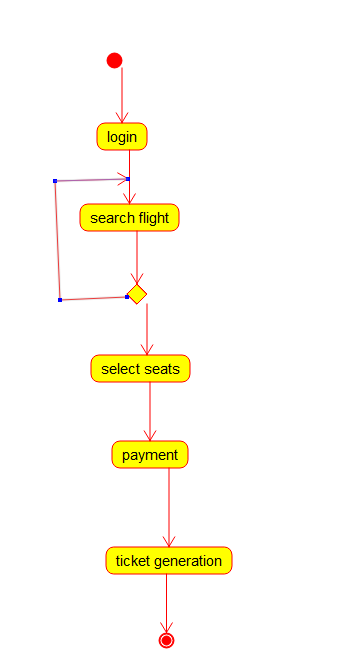 login
search flight
select seats
payment
ticket generation